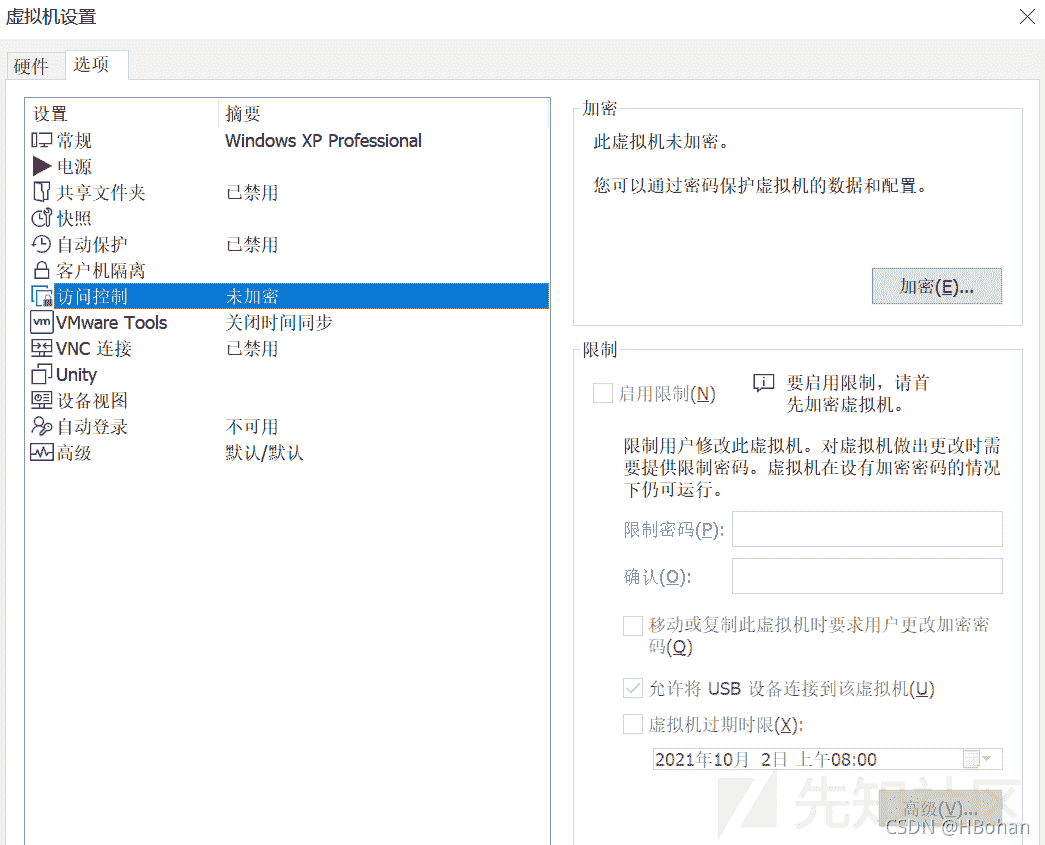 虚拟机设置
硬件 选项
设置 摘要
常规 Windows XP Professional
电源
共享文件夹 已禁用
快照
自动保护 已禁用
客户机隔离
访问控制 未加密
vm VMware Tools 关闭时间同步
VNC 连接 已禁用
Unity
设备视图
自动登录 不可用
高级 默认/默认
加密
此虚拟机未加密。
您可以通过密码保护虚拟机的数据和配置。
加密(E)...
限制
启用限制(N)
要启用限制，请首
先加密虚拟机。
限制用户修改此虚拟机。对虚拟机做出更改时需
要提供限制密码。虚拟机在设有加密密码的情况
下仍可运行。
限制密码(P):
确认(O):
移动或复制此虚拟机时要求用户更改加密密
码(Q)
允许将 USB 设备连接到该虚拟机(U)
虚拟机过期时限(X):
2021年10月 2日 上午08:00
高级(V)...
先知社区
CSDN @HBohan